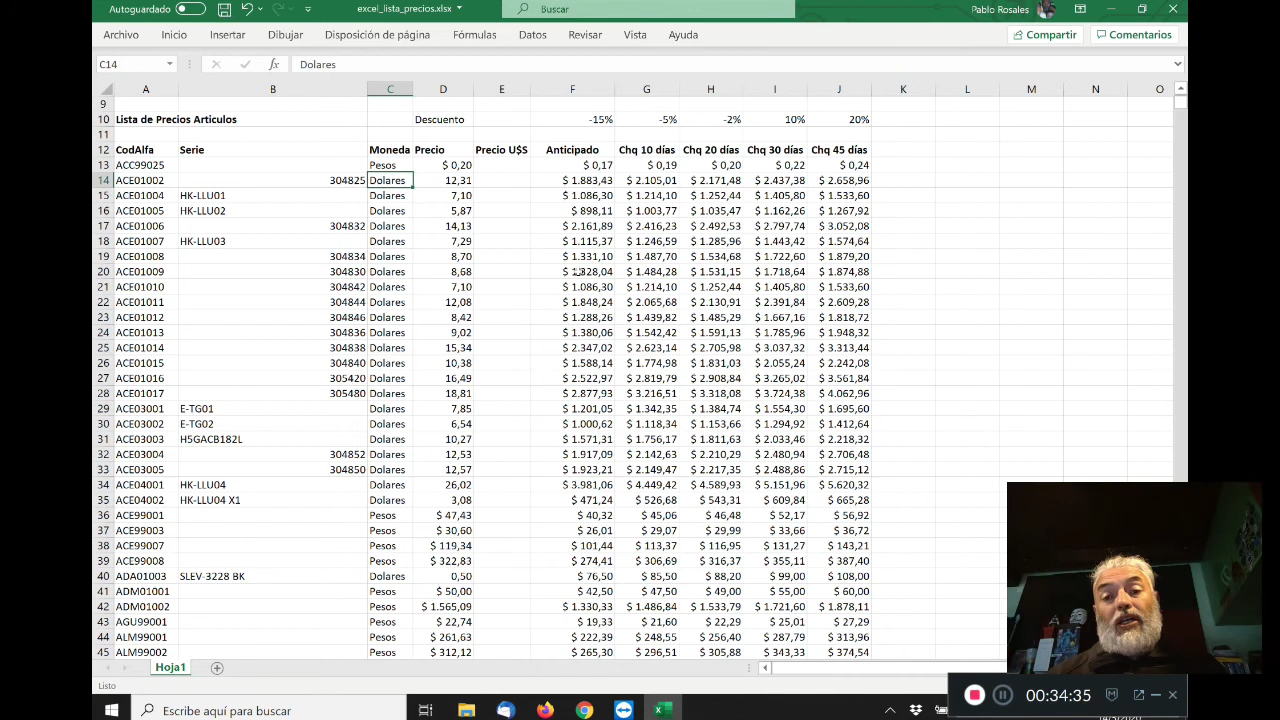 Autoguardado
excel_lista_precios.xlsx
Buscar
Pablo Rosales
Archivo Inicio Insertar Dibujar Disposición de página Fórmulas Datos Revisar Vista Ayuda Compartir Comentarios
C14 fx Dolares
A B C D E F G H I J K L M N O
9
10 Lista de Precios Articulos Descuento -15% -5% -2% 10% 20%
11
12 CodAlfa Serie Moneda Precio Precio U$S Anticipado Chq 10 días Chq 20 días Chq 30 días Chq 45 días
13 ACC99025 Pesos $ 0,20 $ 0,17 $ 0,19 $ 0,20 $ 0,22 $ 0,24
14 ACE01002 304825 Dolares 12,31 $ 1.883,43 $ 2.105,01 $ 2.171,48 $ 2.437,38 $ 2.658,96
15 ACE01004 HK-LLU01 Dolares 7,10 $ 1.086,30 $ 1.214,10 $ 1.252,44 $ 1.405,80 $ 1.533,60
16 ACE01005 HK-LLU02 Dolares 5,87 $ 898,11 $ 1.003,77 $ 1.035,47 $ 1.162,26 $ 1.267,92
17 ACE01006 304832 Dolares 14,13 $ 2.161,89 $ 2.416,23 $ 2.492,53 $ 2.797,74 $ 3.052,08
18 ACE01007 HK-LLU03 Dolares 7,29 $ 1.115,37 $ 1.246,59 $ 1.285,96 $ 1.443,42 $ 1.574,64
19 ACE01008 304834 Dolares 8,70 $ 1.331,10 $ 1.487,70 $ 1.534,68 $ 1.722,60 $ 1.879,20
20 ACE01009 304830 Dolares 8,68 $ 1.328,04 $ 1.484,28 $ 1.531,15 $ 1.718,64 $ 1.874,88
21 ACE01010 304842 Dolares 7,10 $ 1.086,30 $ 1.214,10 $ 1.252,44 $ 1.405,80 $ 1.533,60
22 ACE01011 304844 Dolares 12,08 $ 1.848,24 $ 2.065,68 $ 2.130,91 $ 2.391,84 $ 2.609,28
23 ACE01012 304846 Dolares 8,42 $ 1.288,26 $ 1.439,82 $ 1.485,29 $ 1.667,16 $ 1.818,72
24 ACE01013 304836 Dolares 9,02 $ 1.380,06 $ 1.542,42 $ 1.591,13 $ 1.785,96 $ 1.948,32
25 ACE01014 304838 Dolares 15,34 $ 2.347,02 $ 2.623,14 $ 2.705,98 $ 3.037,32 $ 3.313,44
26 ACE01015 304840 Dolares 10,38 $ 1.588,14 $ 1.774,98 $ 1.831,03 $ 2.055,24 $ 2.242,08
27 ACE01016 305420 Dolares 16,49 $ 2.522,97 $ 2.819,79 $ 2.908,84 $ 3.265,02 $ 3.561,84
28 ACE01017 305480 Dolares 18,81 $ 2.877,93 $ 3.216,51 $ 3.318,08 $ 3.724,38 $ 4.062,96
29 ACE03001 E-TG01 Dolares 7,85 $ 1.201,05 $ 1.342,35 $ 1.384,74 $ 1.554,30 $ 1.695,60
30 ACE03002 E-TG02 Dolares 6,54 $ 1.000,62 $ 1.118,34 $ 1.153,66 $ 1.294,92 $ 1.412,64
31 ACE03003 H5GACB182L Dolares 10,27 $ 1.571,31 $ 1.756,17 $ 1.811,63 $ 2.033,46 $ 2.218,32
32 ACE03004 304852 Dolares 12,53 $ 1.917,09 $ 2.142,63 $ 2.210,29 $ 2.480,94 $ 2.706,48
33 ACE03005 304850 Dolares 12,57 $ 1.923,21 $ 2.149,47 $ 2.217,35 $ 2.488,86 $ 2.715,12
34 ACE04001 HK-LLU04 Dolares 26,02 $ 3.981,06 $ 4.449,42 $ 4.589,93 $ 5.151,96 $ 5.620,32
35 ACE04002 HK-LLU04 X1 Dolares 3,08 $ 471,24 $ 526,68 $ 543,31 $ 609,84 $ 665,28
36 ACE99001 Pesos $ 47,43 $ 40,32 $ 45,06 $ 46,48 $ 52,17 $ 56,92
37 ACE99003 Pesos $ 30,60 $ 26,01 $ 29,07 $ 29,99 $ 33,66 $ 36,72
38 ACE99007 Pesos $ 119,34 $ 101,44 $ 113,37 $ 116,95 $ 131,27 $ 143,21
39 ACE99008 Pesos $ 322,83 $ 274,41 $ 306,69 $ 316,37 $ 355,11 $ 387,40
40 ADA01003 SLEV-3228 BK Dolares 0,50 $ 76,50 $ 85,50 $ 88,20 $ 99,00 $ 108,00
41 ADM01001 Pesos $ 50,00 $ 42,50 $ 47,50 $ 49,00 $ 55,00 $ 60,00
42 ADM01002 Pesos $ 1.565,09 $ 1.330,33 $ 1.486,84 $ 1.533,79 $ 1.721,60 $ 1.878,11
43 AGU99001 Pesos $ 22,74 $ 19,33 $ 21,60 $ 22,29 $ 25,01 $ 27,29
44 ALM99001 Pesos $ 261,63 $ 222,39 $ 248,55 $ 256,40 $ 287,79 $ 313,96
45 ALM99002 Pesos $ 312,12 $ 265,30 $ 296,51 $ 305,88 $ 343,33 $ 374,54
Hoja1
Listo
00:34:35
Escribe aquí para buscar